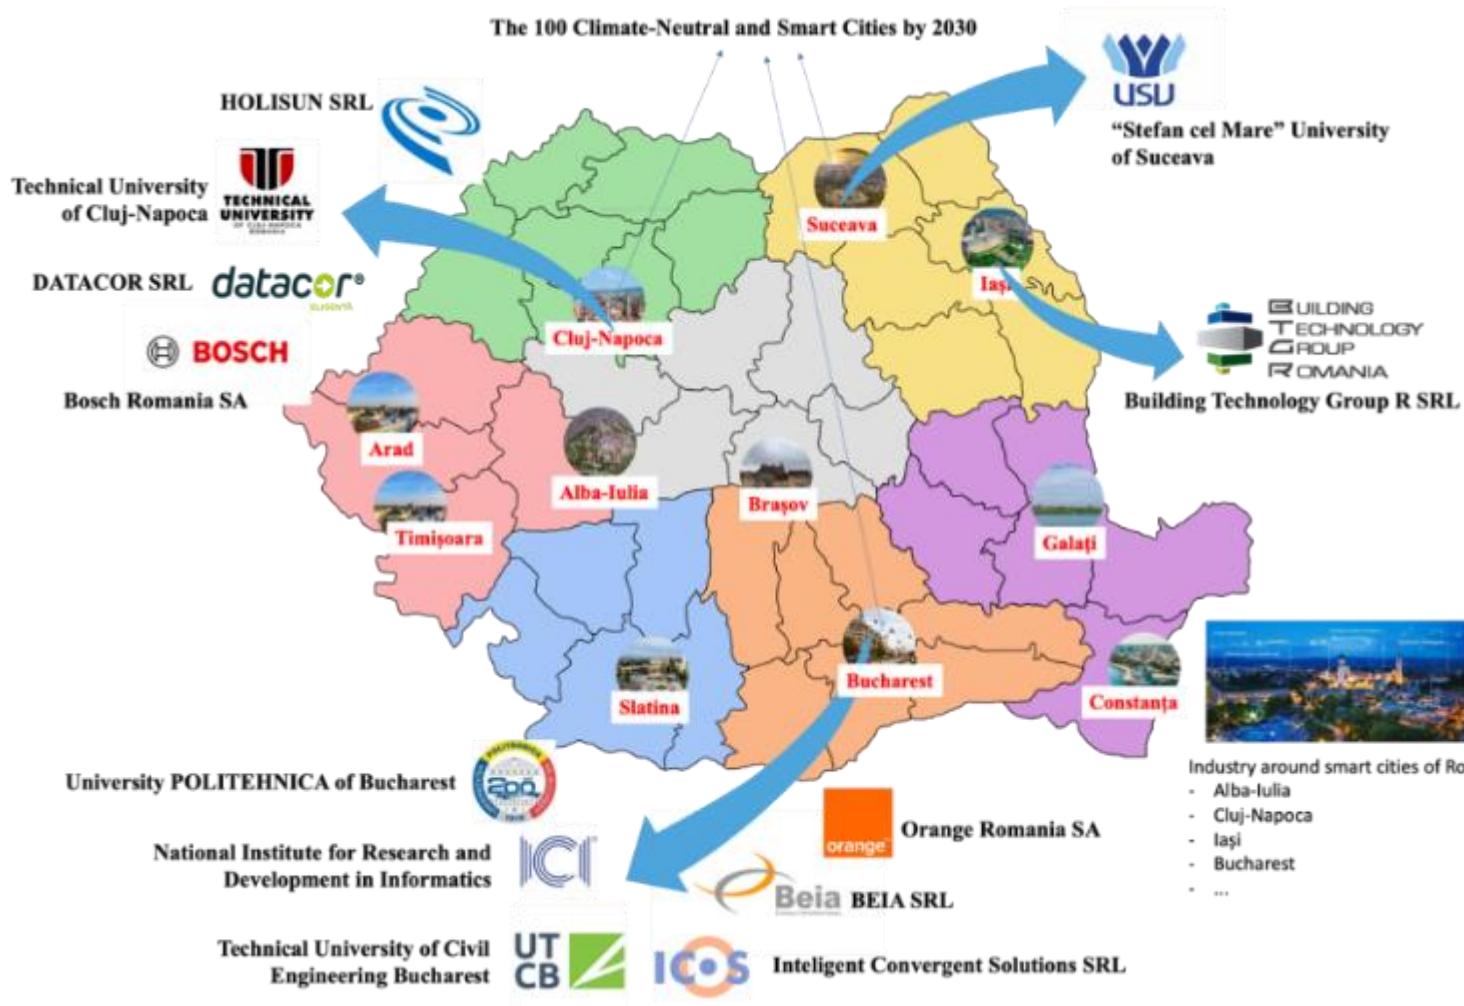 The 100 Climate-Neutral and Smart Cities by 2030
HOLISUN SRL
USU
"Stefan cel Mare" University
of Suceava
Technical University
of Cluj-Napoca
TECHNICAL
UNIVERSITY
OF CLUJ-NAPOCA
ROMANIA
DATACOR SRL
datacor®
BOSCH
Bosch Romania SA
Suceava
Iași
Cluj-Napoca
BUILDING
TECHNOLOGY
GROUP
ROMANIA
Building Technology Group R SRL
Arad
Alba-Iulia
Brașov
Timișoara
Galați
Slatina
Bucharest
Constanța
University POLITEHNICA of Bucharest
POLITEHNICA
National Institute for Research and
Development in Informatics
ICI
Technical University of Civil
Engineering Bucharest
UT
CB
orange
Orange Romania SA
Beia
BEIA SRL
ICOS
Inteligent Convergent Solutions SRL
Industry around smart cities of Ro
- Alba-Iulia
- Cluj-Napoca
- Iași
- Bucharest
- ...